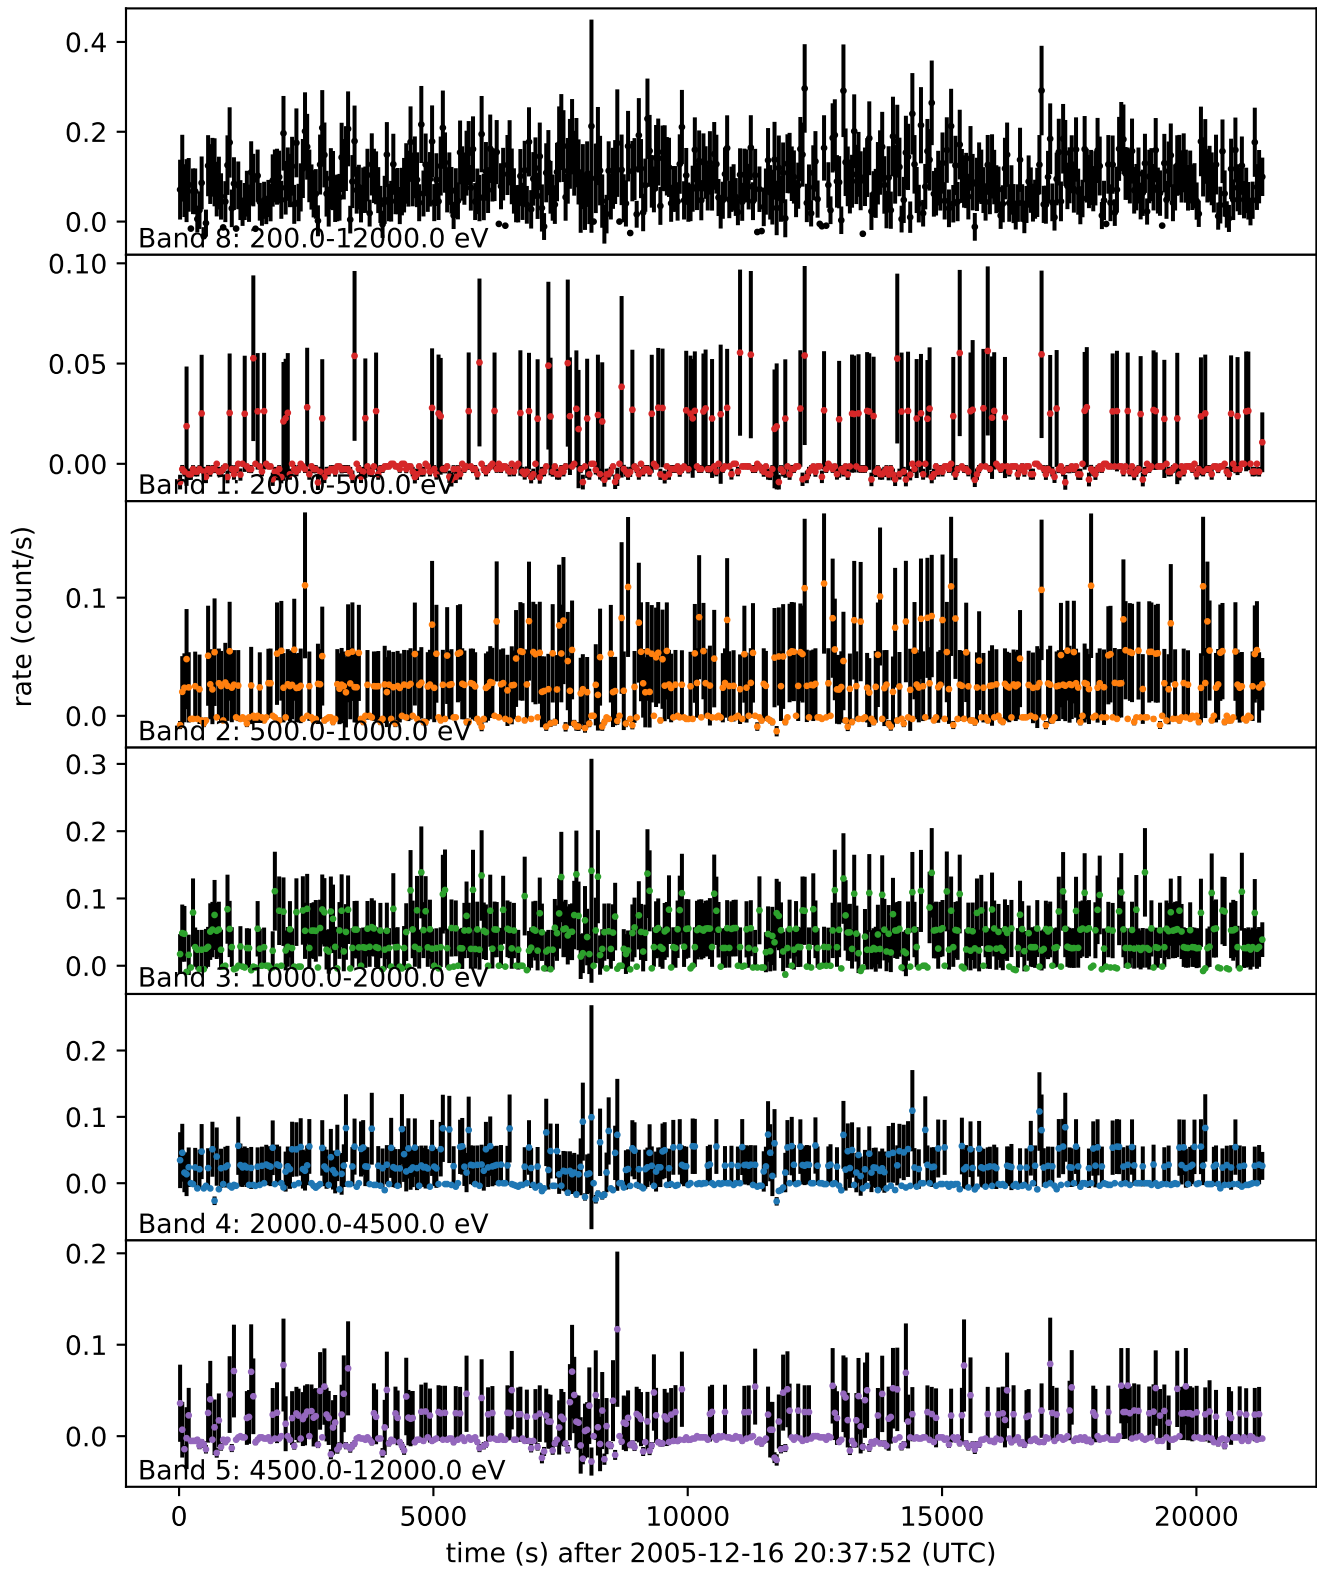 0.4
0.2
0.0
Band 8: 200.0-12000.0 eV
0.10
0.05
0.00
Band 1: 200.0-500.0 eV
rate (count/s)
0.1
0.0
Band 2: 500.0-1000.0 eV
0.3
0.2
0.1
0.0
Band 3: 1000.0-2000.0 eV
0.2
0.1
0.0
Band 4: 2000.0-4500.0 eV
0.2
0.1
0.0
Band 5: 4500.0-12000.0 eV
0 5000 10000 15000 20000
time (s) after 2005-12-16 20:37:52 (UTC)